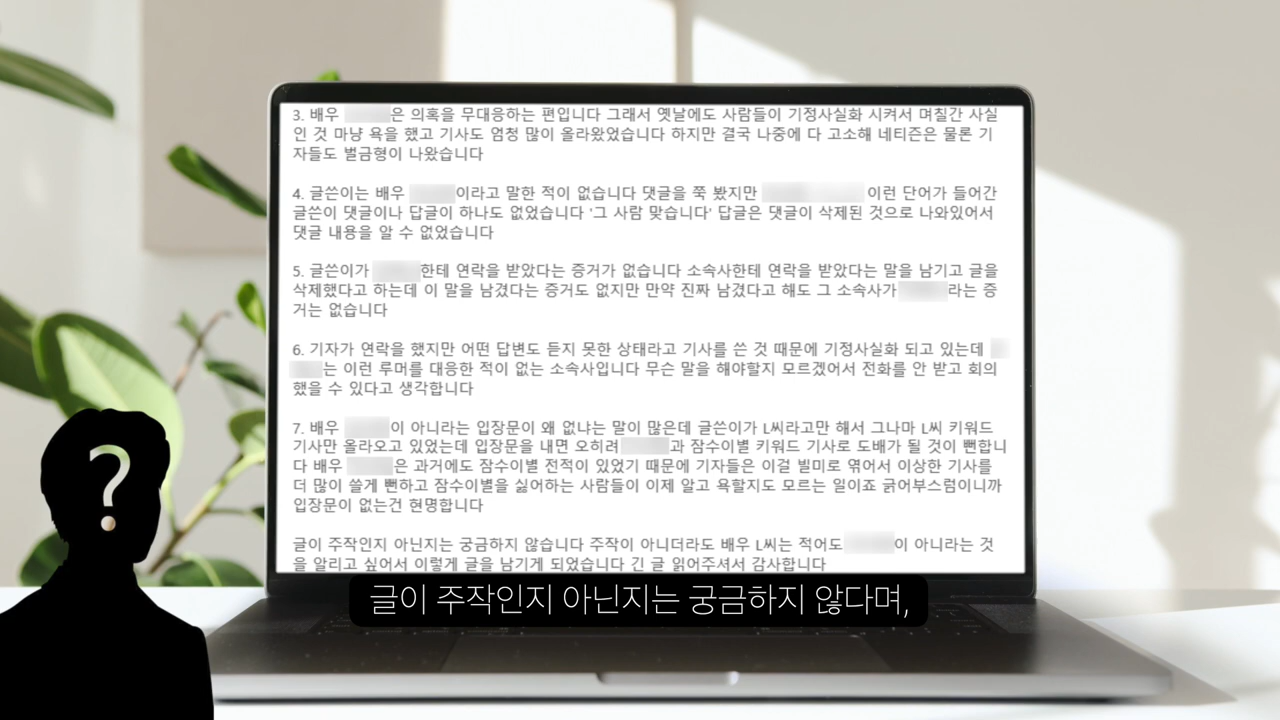 3. 배우 은 의혹을 무대응하는 편입니다 그래서 옛날에도 사람들이 기정사실화 시켜서 며칠간 사실
인 것 마냥 욕을 했고 기사도 엄청 많이 올라왔었습니다 하지만 결국 나중에 다 고소해 네티즌은 물론 기
자들도 벌금형이 나왔습니다
4. 글쓴이는 배우 이라고 말한 적이 없습니다 댓글을 쭉 봤지만 이런 단어가 들어간
글쓴이 댓글이나 답글이 하나도 없었습니다 '그 사람 맞습니다' 답글은 댓글이 삭제된 것으로 나와있어서
댓글 내용을 알 수 없었습니다
5. 글쓴이가 한테 연락을 받았다는 증거가 없습니다 소속사한테 연락을 받았다는 말을 남기고 글을
삭제했다고 하는데 이 말을 남겼다는 증거도 없지만 만약 진짜 남겼다고 해도 그 소속사가 라는 증
거는 없습니다
6. 기자가 연락을 했지만 어떤 답변도 듣지 못한 상태라고 기사를 쓴 것 때문에 기정사실화 되고 있는데
는 이런 루머를 대응한 적이 없는 소속사입니다 무슨 말을 해야할지 모르겠어서 전화를 안 받고 회의
했을 수 있다고 생각합니다
7. 배우 이 아니라는 입장문이 왜 없냐는 말이 많은데 글쓴이가 L씨라고만 해서 그나마 L씨 키워드
기사만 올라오고 있었는데 입장문을 내면 오히려 과 잠수이별 키워드 기사로 도배가 될 것이 뻔합니
다 배우 은 과거에도 잠수이별 전적이 있었기 때문에 기자들은 이걸 빌미로 엮어서 이상한 기사를
더 많이 쓸게 뻔하고 잠수이별을 싫어하는 사람들이 이제 알고 욕할지도 모르는 일이죠 긁어부스럼이니까
입장문이 없는건 현명합니다
글이 주작인지 아닌지는 궁금하지 않습니다 주작이 아니더라도 배우 L씨는 적어도 이 아니라는 것
을 알리고 싶어서 이렇게 글을 남기게 되었습니다 긴 글 읽어주셔서 감사합니다
?
글이 주작인지 아닌지는 궁금하지 않다며,